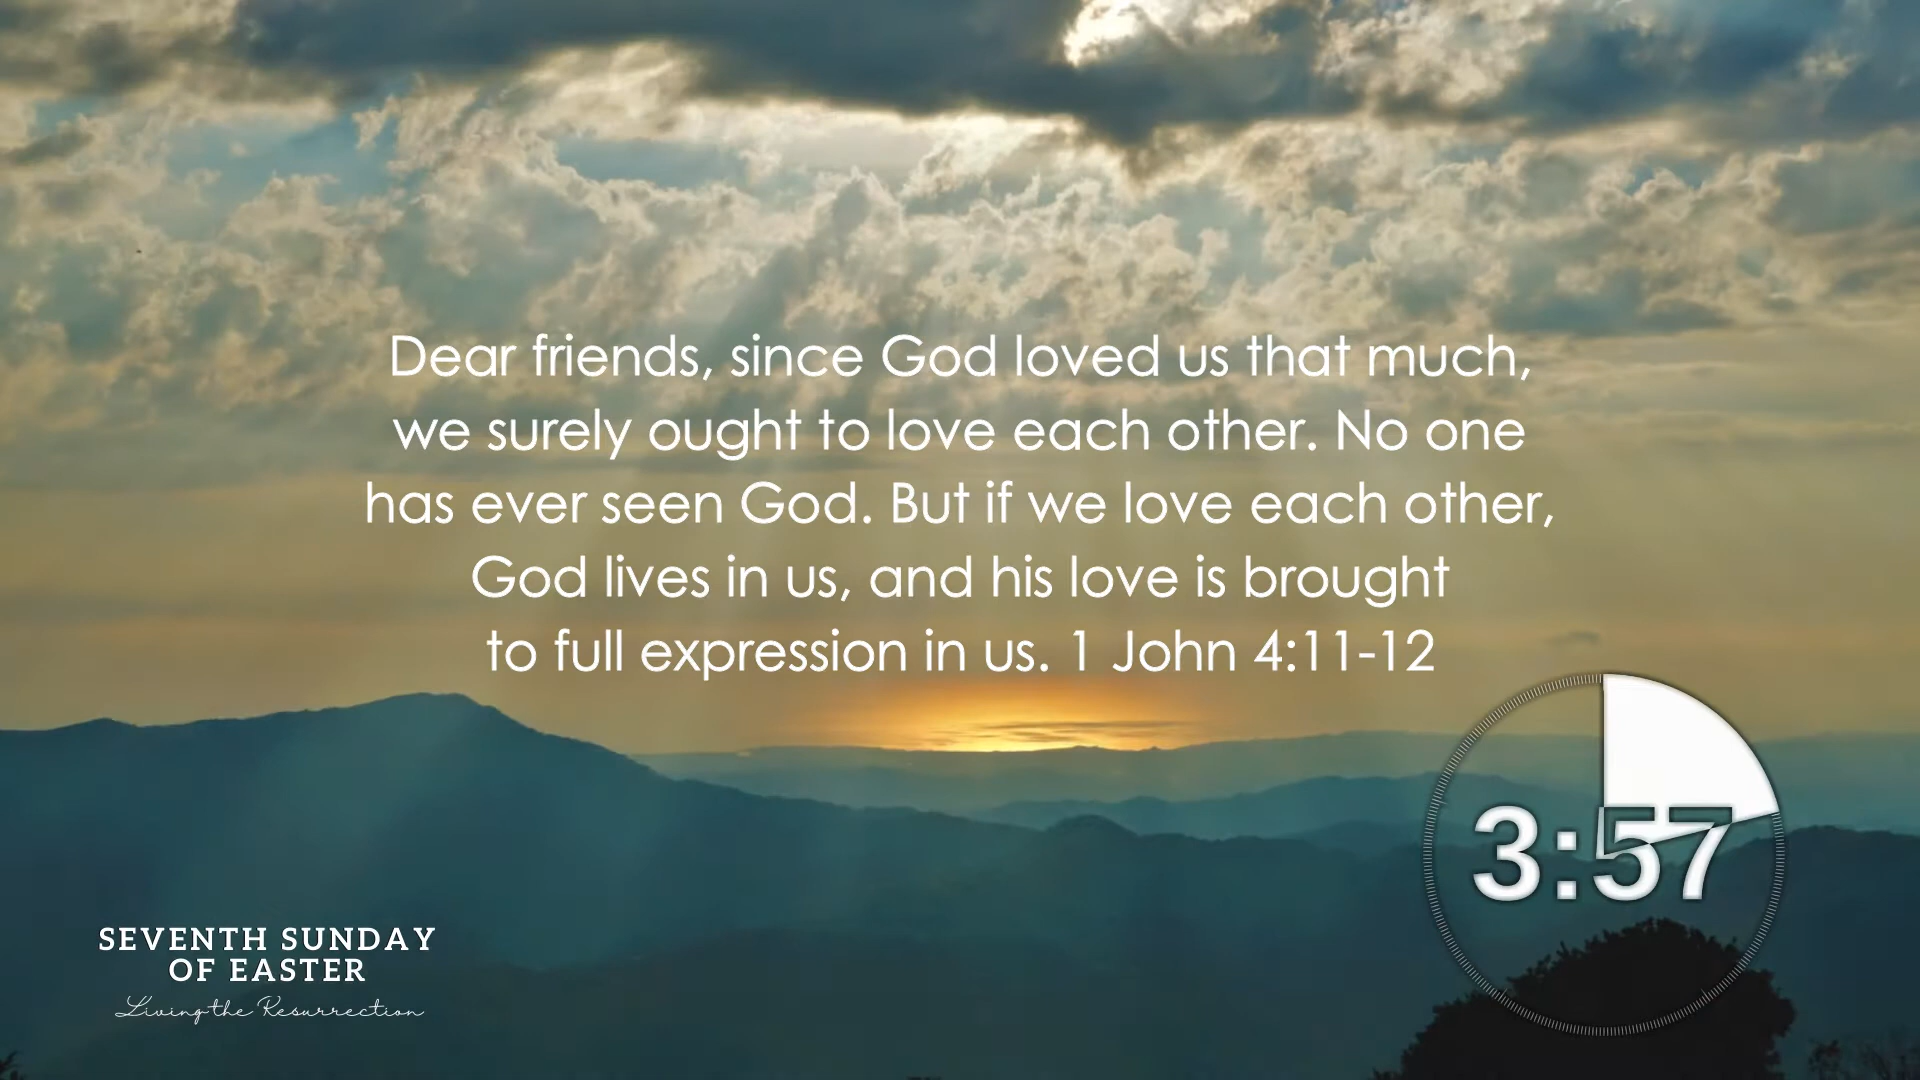 Dear friends, since God loved us that much,
we surely ought to love each other. No one
has ever seen God. But if we love each other,
God lives in us, and his love is brought
to full expression in us. 1 John 4:11-12
3:57
SEVENTH SUNDAY
OF EASTER
Living the Resurrection